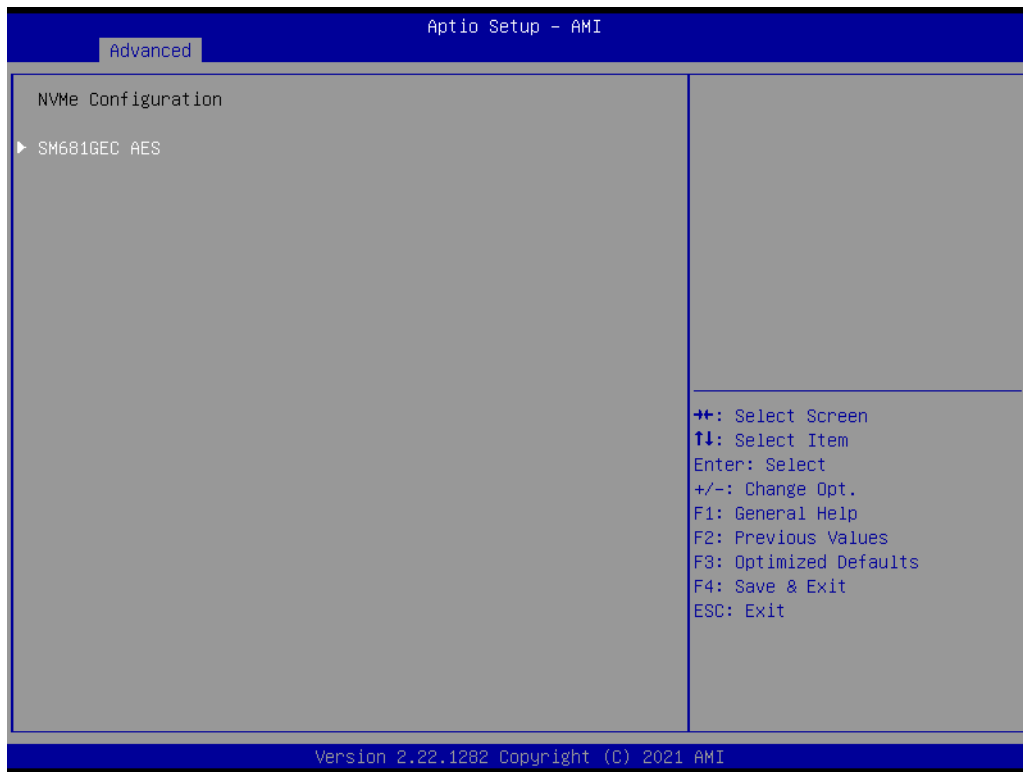 Aptio Setup – AMI
Advanced
NVMe Configuration
SM681GEC AES
→←: Select Screen
↑↓: Select Item
Enter: Select
+/-: Change Opt.
F1: General Help
F2: Previous Values
F3: Optimized Defaults
F4: Save & Exit
ESC: Exit
Version 2.22.1282 Copyright (C) 2021 AMI